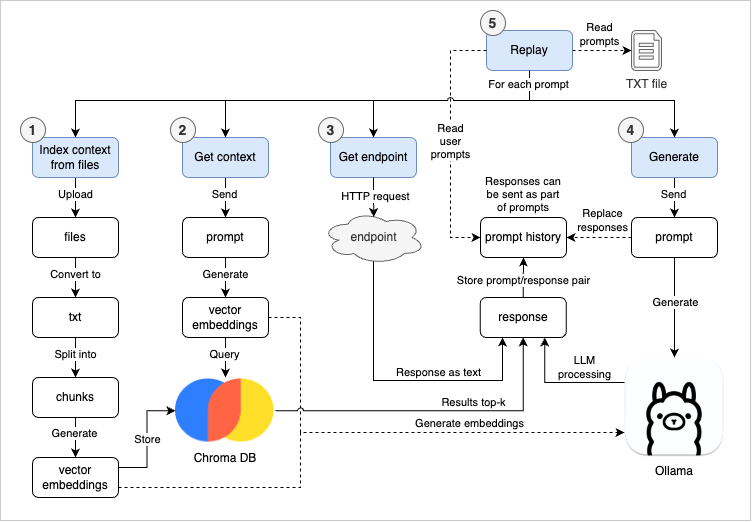 5
Replay
Read
prompts
TXT file
For each prompt
1
Index context
from files
2
Get context
3
Get endpoint
Read
user
prompts
4
Generate
Upload
Send
HTTP request
Responses can
be sent as part
of prompts
Send
files
prompt
endpoint
prompt history
Replace
responses
prompt
Convert to
Generate
Store prompt/response pair
Generate
txt
vector
embeddings
response
Split into
Query
Response as text
LLM
processing
chunks
Results top-k
Generate
Store
Generate embeddings
Chroma DB
Ollama
vector
embeddings